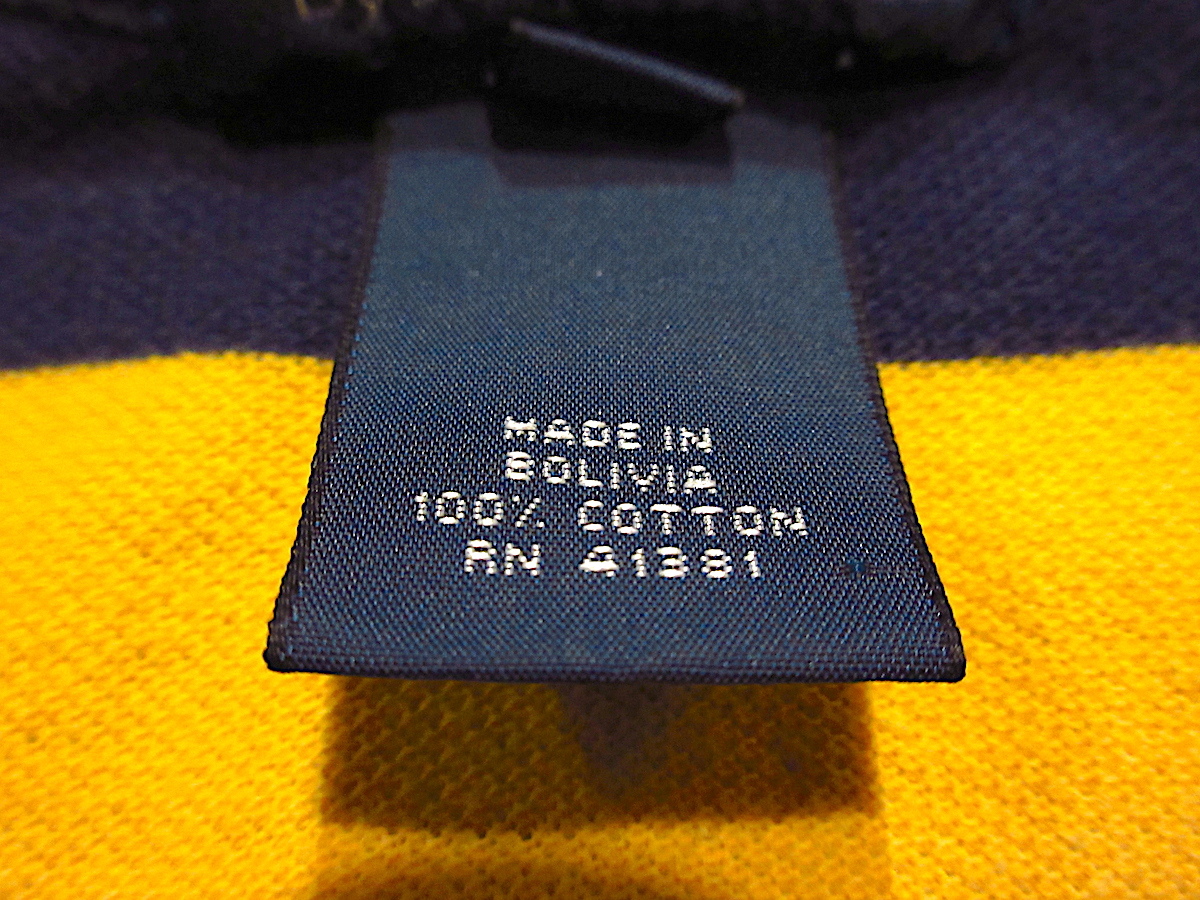 MADE IN
BOLIVIA
100% COTTON
RN 41381